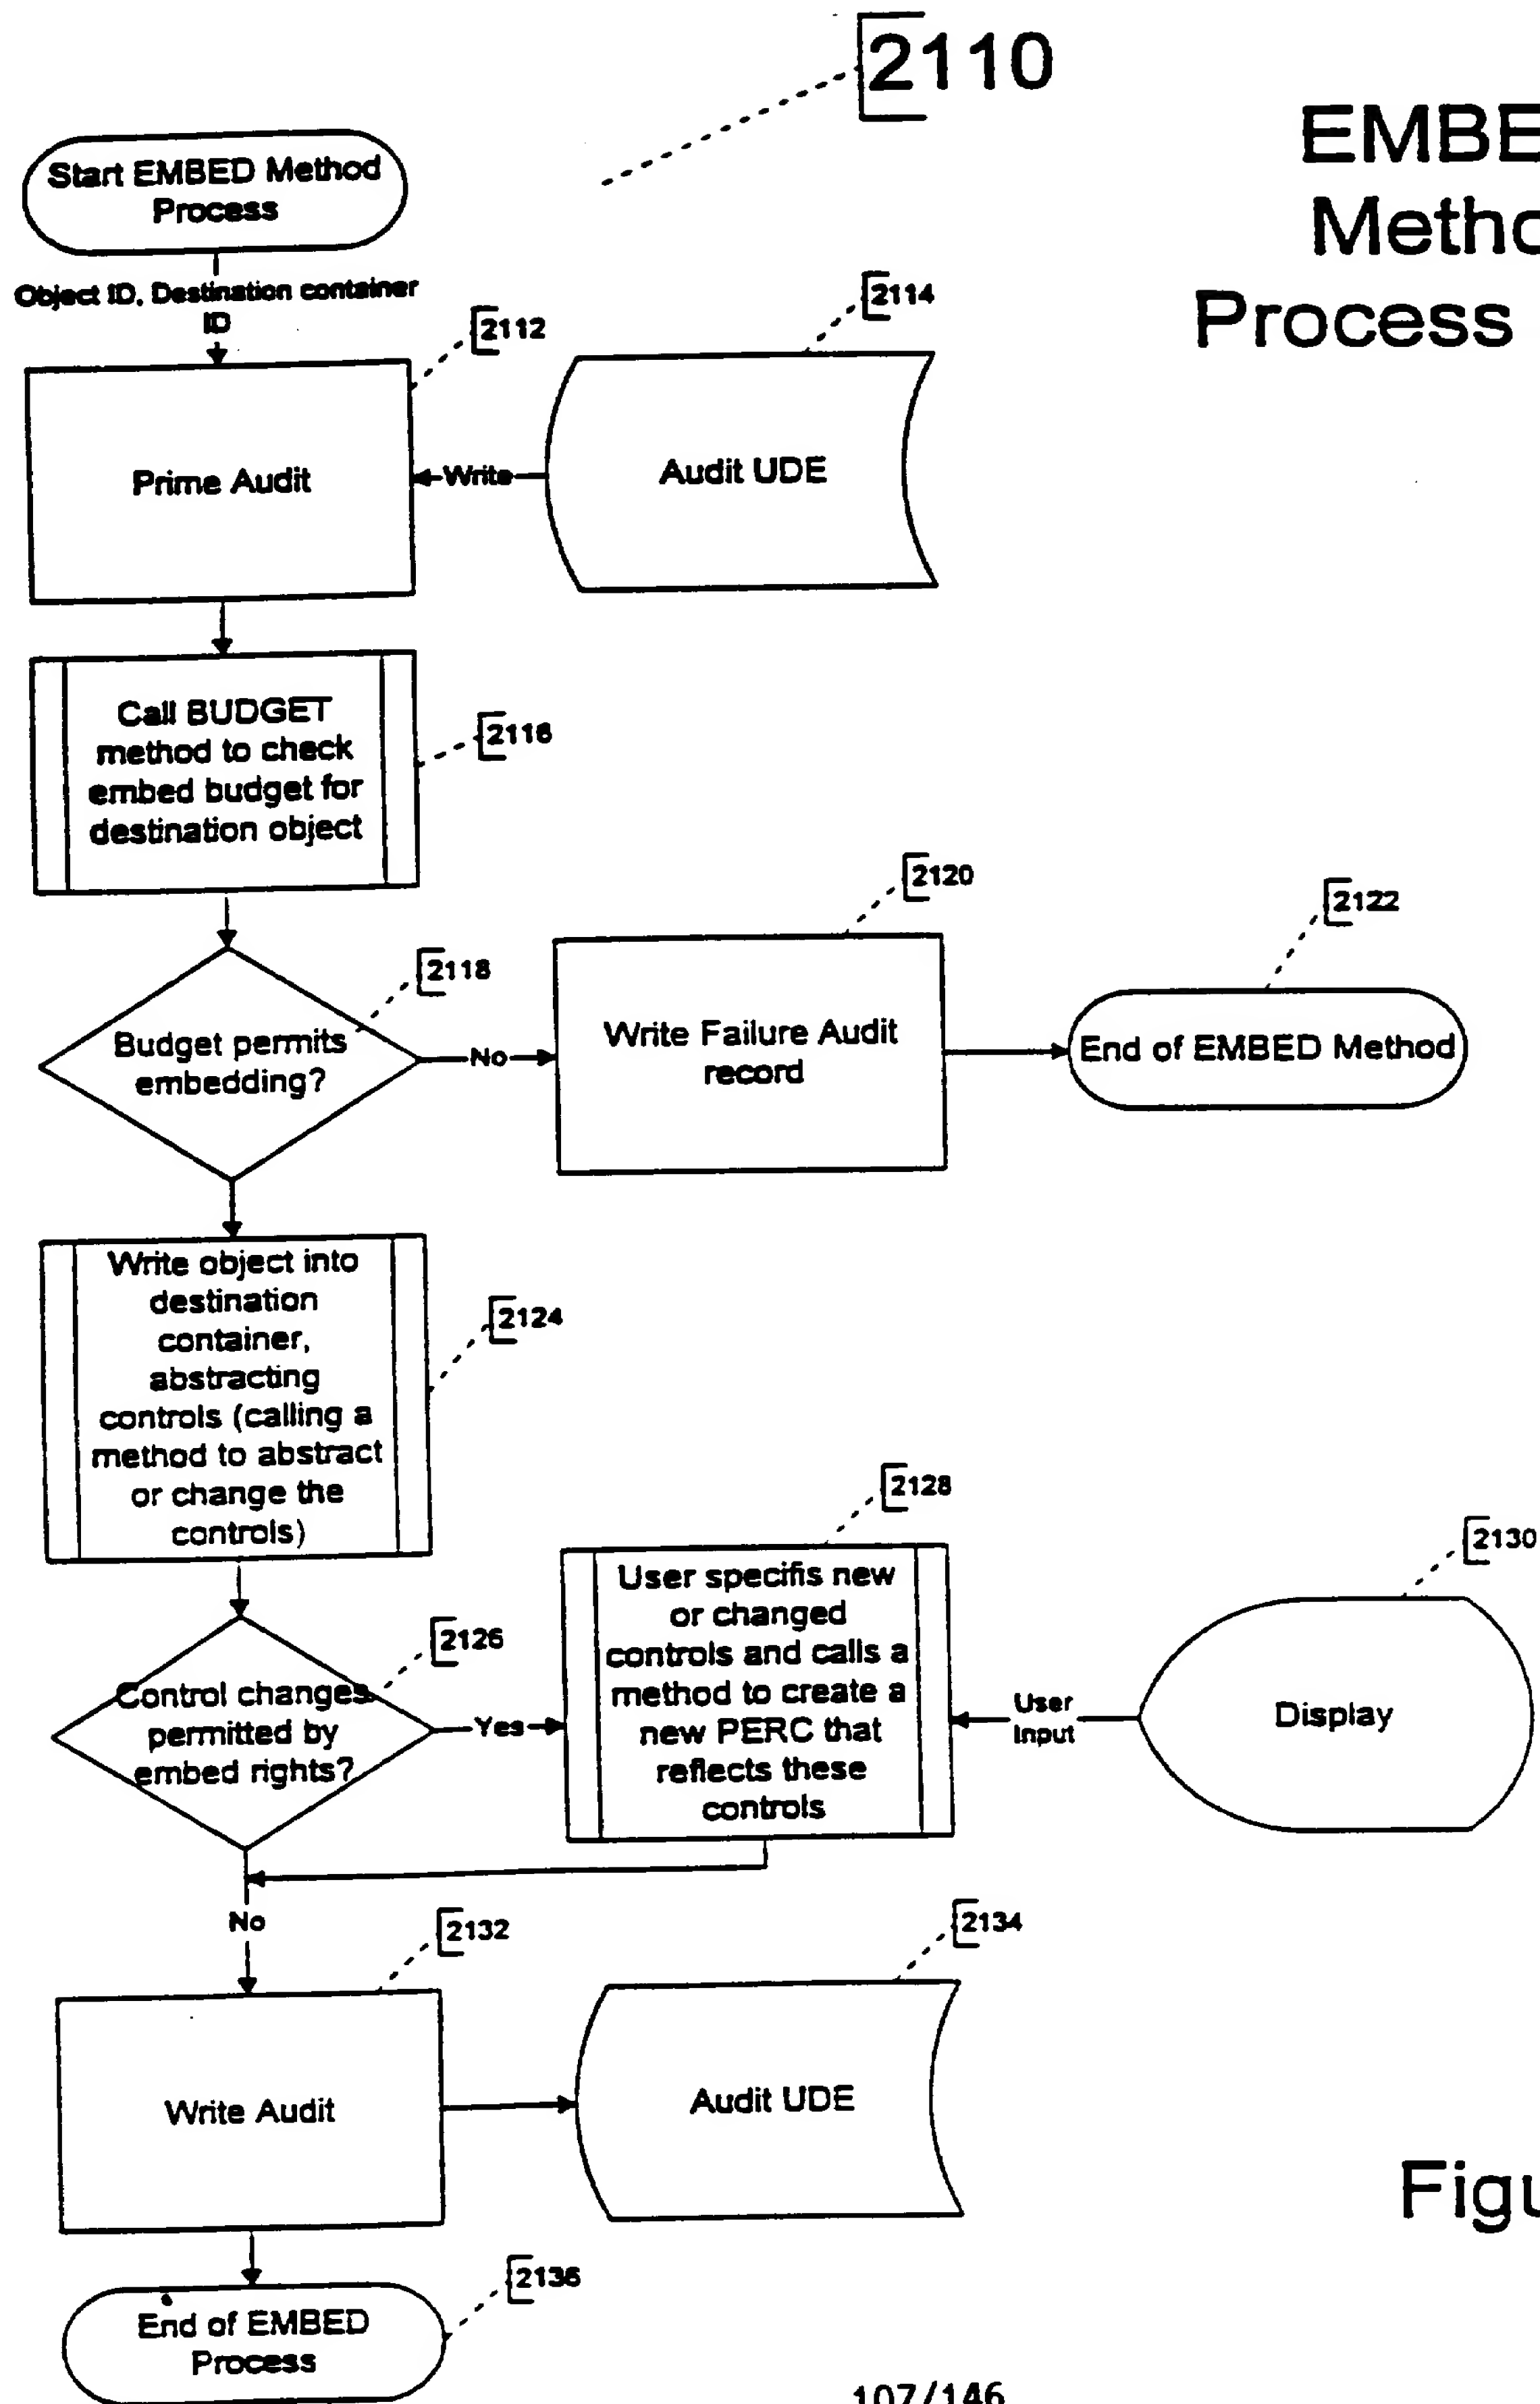 2110
EMBE
Metho
Process
Start EMBED Method
Process
Object ID, Destination container
ID
2112
2114
Prime Audit
Write
Audit UDE
Call BUDGET
method to check
embed budget for
destination object
2116
2118
Budget permits
embedding?
No
2120
Write Failure Audit
record
2122
End of EMBED Method
Write object into
destination
container,
abstracting
controls (calling a
method to abstract
or change the
controls)
2124
2126
Control changes
permitted by
embed rights?
Yes
2128
User specifis new
or changed
controls and calls a
method to create a
new PERC that
reflects these
controls
User
Input
2130
Display
No
2132
2134
Write Audit
Audit UDE
Figu
2136
End of EMBED
Process
107/146